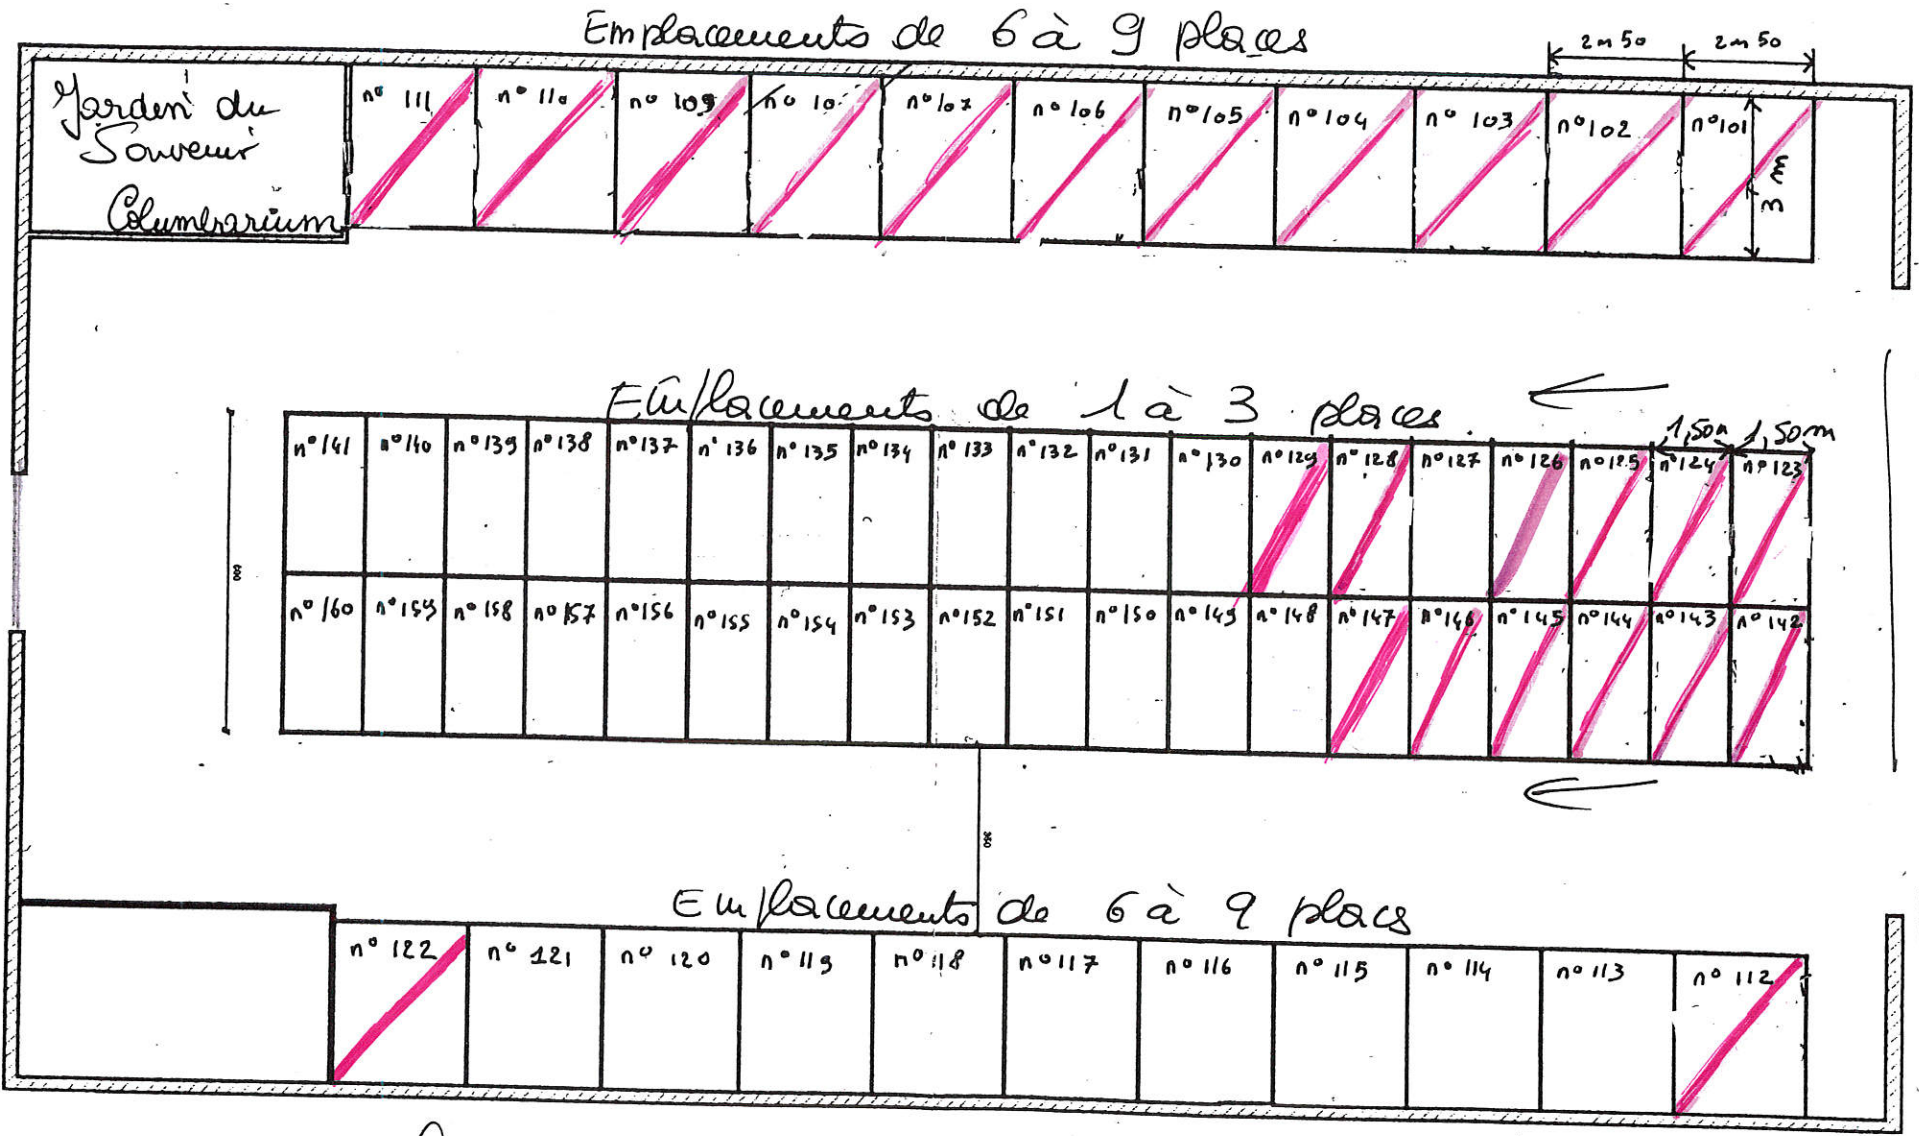 Emplacements de 6 à 9 places
2m50 2m50
Jardin du
Souvenir
Columbarium
n° 111 n° 110 n° 109 n° 10 n° 107 n° 106 n° 105 n° 104 n° 103 n° 102 n° 101
3 m
Emplacements de 1 à 3 places
1,50m 1,50m
n° 141 n° 140 n° 139 n° 138 n° 137 n° 136 n° 135 n° 134 n° 133 n° 132 n° 131 n° 130 n° 129 n° 128 n° 127 n° 126 n° 125 n° 124 n° 123
n° 160 n° 159 n° 158 n° 157 n° 156 n° 155 n° 154 n° 153 n° 152 n° 151 n° 150 n° 149 n° 148 n° 147 n° 146 n° 145 n° 144 n° 143 n° 142
350
Emplacements de 6 à 9 placs
n° 122 n° 121 n° 120 n° 119 n° 118 n° 117 n° 116 n° 115 n° 114 n° 113 n° 112